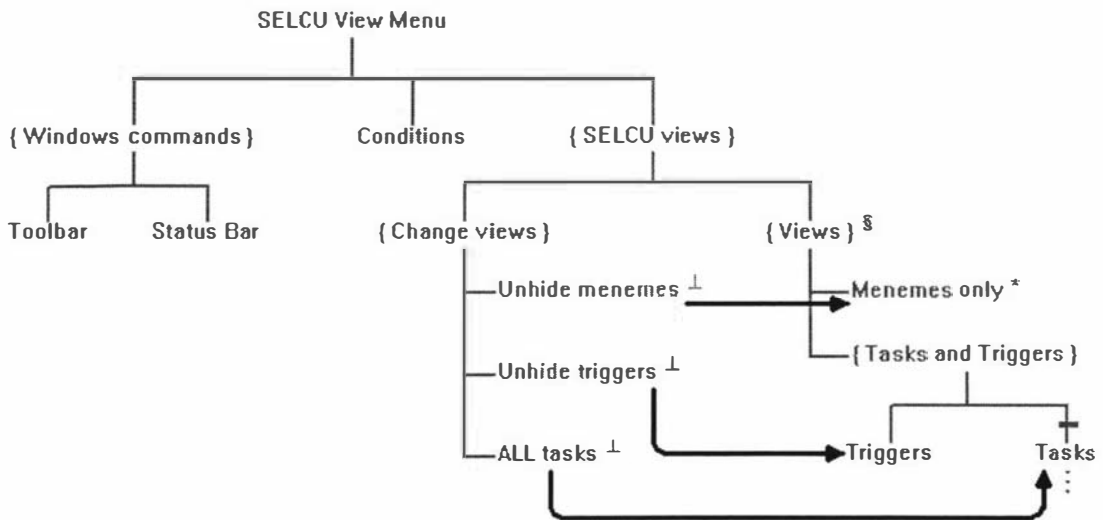 SELCU View Menu
{ Windows commands } Conditions { SELCU views }
Toolbar Status Bar { Change views } { Views } §
Unhide menemes ⊥ Menemes only *
{ Tasks and Triggers }
Unhide triggers ⊥
ALL tasks ⊥ Triggers Tasks